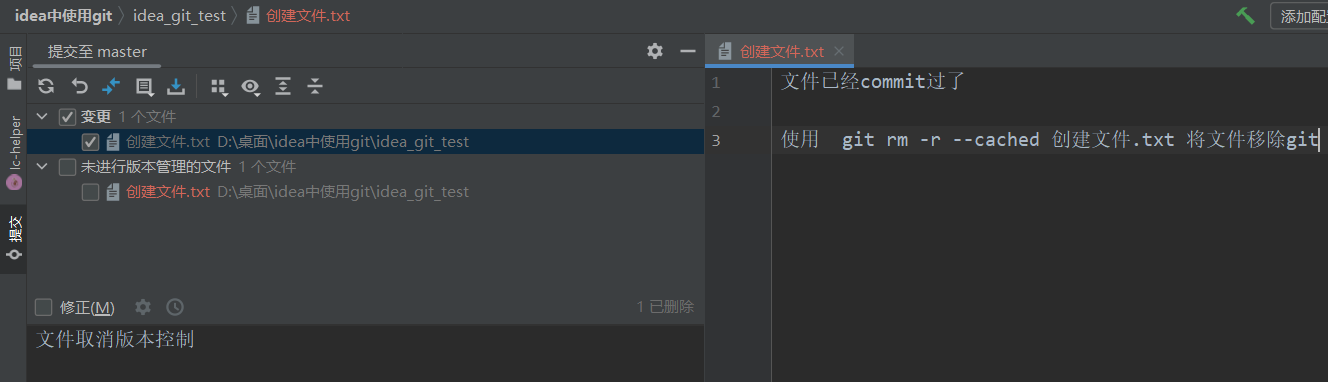 idea中使用git 〉 idea_git_test 〉 创建文件.txt
添加配
项目
lc-helper
提交
提交至 master
变更 1 个文件
创建文件.txt D:\桌面\idea中使用git\idea_git_test
未进行版本管理的文件 1 个文件
创建文件.txt D:\桌面\idea中使用git\idea_git_test
修正(M)
1 已删除
文件取消版本控制
创建文件.txt
1 文件已经commit过了
2
3 使用 git rm -r --cached 创建文件.txt 将文件移除git